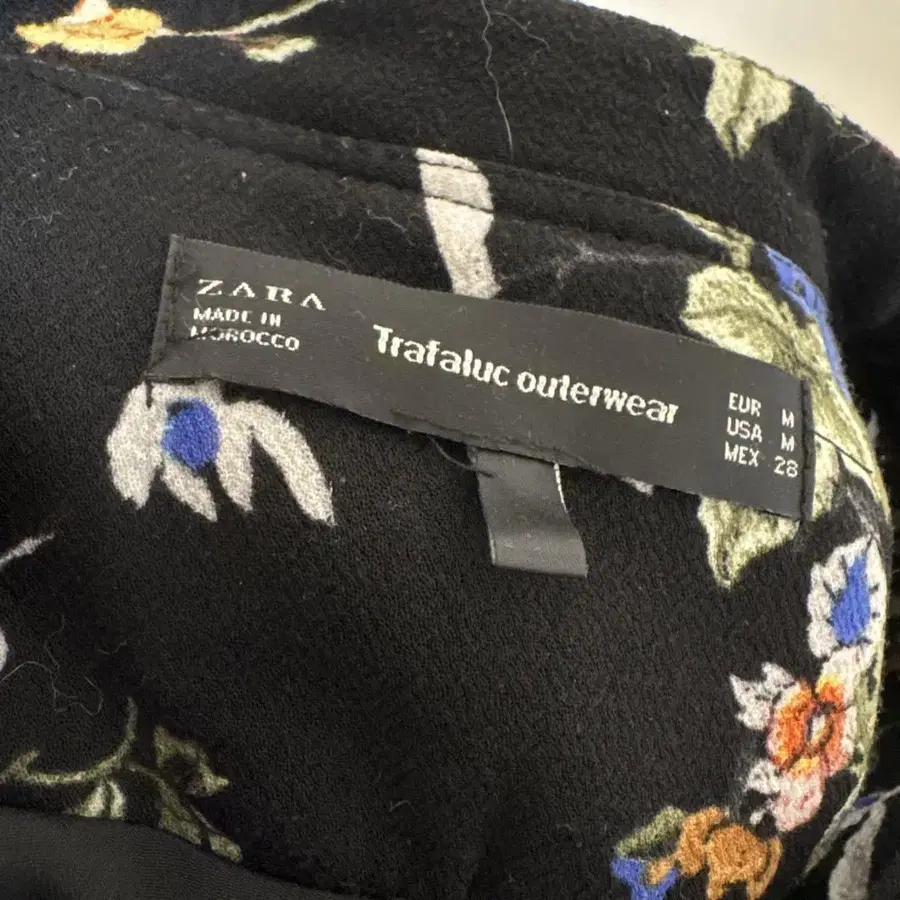 ZARA
MADE IN
MOROCCO
Trafaluc outerwear
EUR M
USA M
MEX 28